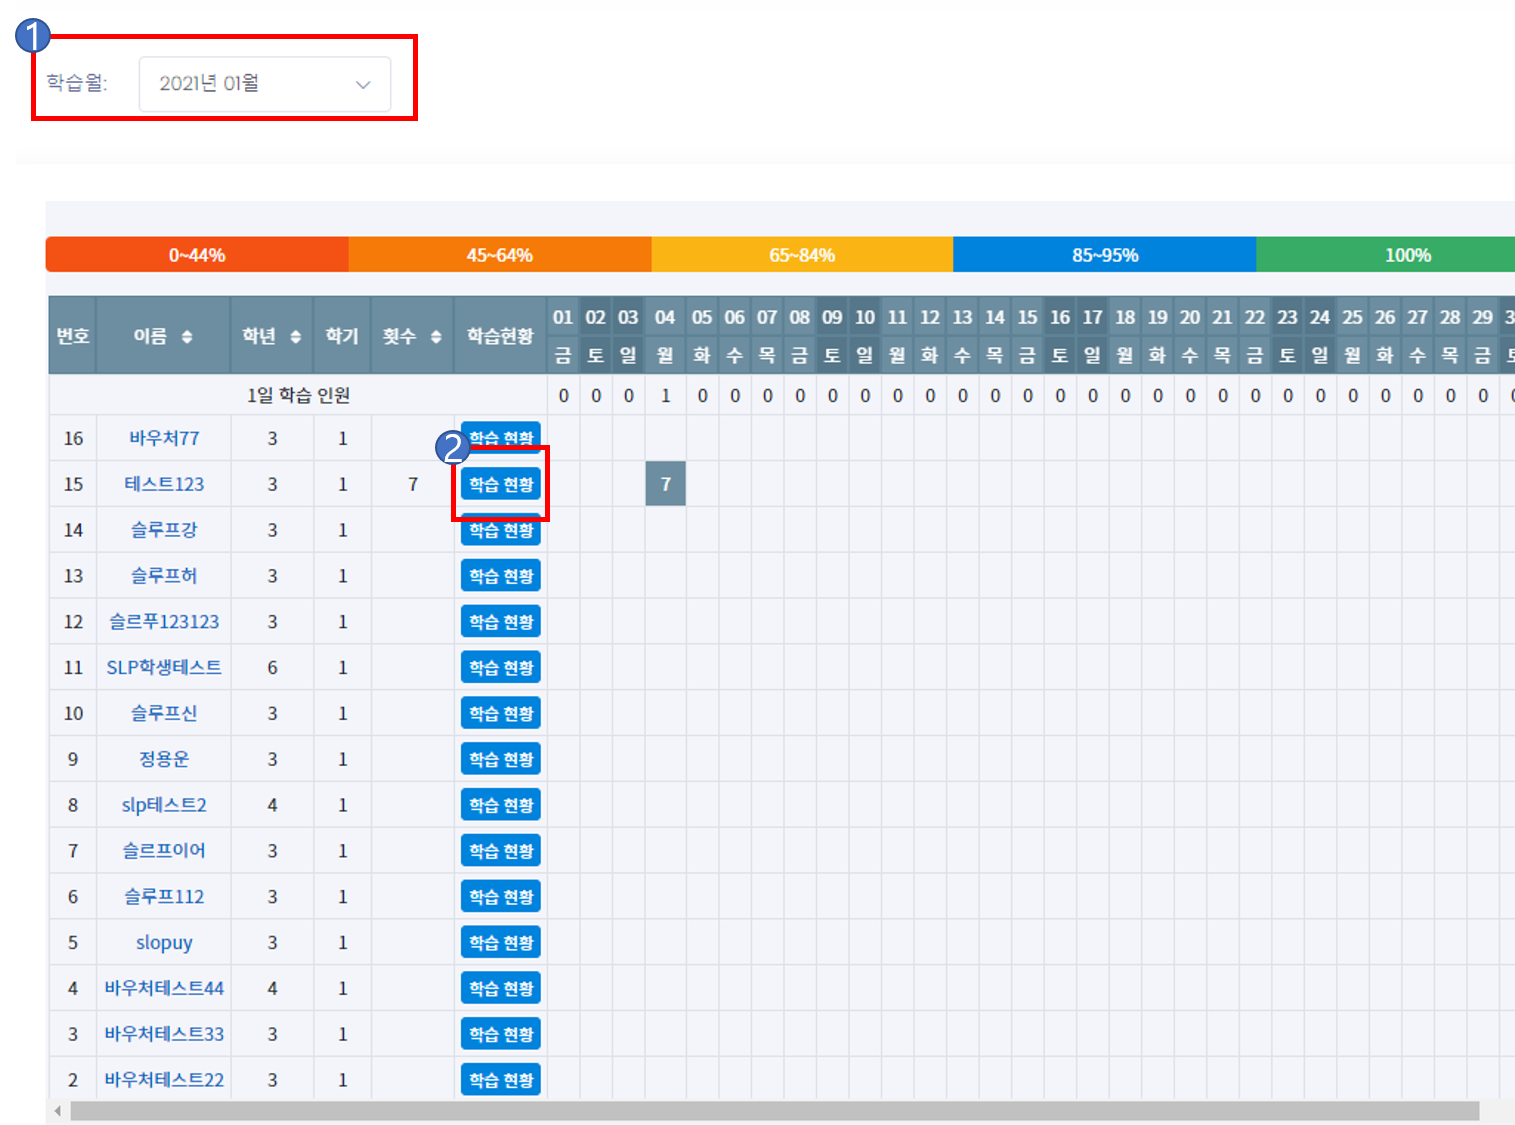 1
학습월: 2021년 01월
0~44% 45~64% 65~84% 85~95% 100%
번호 이름 학년 학기 횟수 학습현황 01 02 03 04 05 06 07 08 09 10 11 12 13 14 15 16 17 18 19 20 21 22 23 24 25 26 27 28 29
금 토 일 월 화 수 목 금 토 일 월 화 수 목 금 토 일 월 화 수 목 금 토 일 월 화 수 목 금
1일 학습 인원 0 0 0 1 0 0 0 0 0 0 0 0 0 0 0 0 0 0 0 0 0 0 0 0 0 0 0 0 0
16 바우처77 3 1 학습 현황
2
15 테스트123 3 1 7 학습 현황 7
14 슬루프강 3 1 학습 현황
13 슬루프허 3 1 학습 현황
12 슬르푸123123 3 1 학습 현황
11 SLP학생테스트 6 1 학습 현황
10 슬루프신 3 1 학습 현황
9 정용운 3 1 학습 현황
8 slp테스트2 4 1 학습 현황
7 슬르프이어 3 1 학습 현황
6 슬루프112 3 1 학습 현황
5 slopuy 3 1 학습 현황
4 바우처테스트44 4 1 학습 현황
3 바우처테스트33 3 1 학습 현황
2 바우처테스트22 3 1 학습 현황